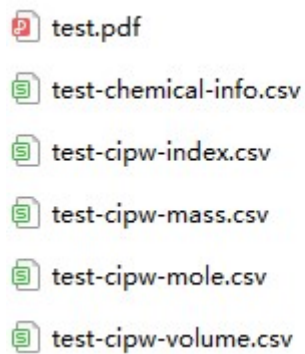 test.pdf
test-chemical-info.csv
test-cipw-index.csv
test-cipw-mass.csv
test-cipw-mole.csv
test-cipw-volume.csv